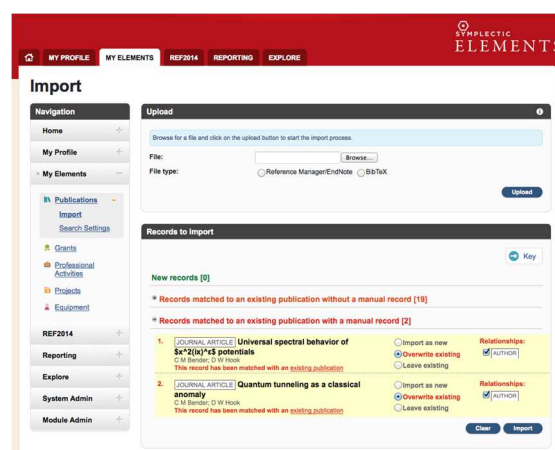 SYMPLECTIC
ELEMENTS
MY PROFILE MY ELEMENTS REF2014 REPORTING EXPLORE
Import
Navigation
Home
My Profile
My Elements
Publications
Import
Search Settings
Grants
Professional
Activities
Projects
Equipment
REF2014
Reporting
Explore
System Admin
Module Admin
Upload
Browse for a file and click on the upload button to start the import process.
File: Browse...
File type: Reference Manager/EndNote BibTeX
Upload
Records to Import
Key
New records [0]
Records matched to an existing publication without a manual record [19]
Records matched to an existing publication with a manual record [2]
1. JOURNAL ARTICLE Universal spectral behavior of
$x^2(ix)^ε$ potentials
C M Bender; D W Hook
This record has been matched with an existing publication
Import as new
Overwrite existing
Leave existing
Relationships:
AUTHOR
2. JOURNAL ARTICLE Quantum tunneling as a classical
anomaly
C M Bender; D W Hook
This record has been matched with an existing publication
Import as new
Overwrite existing
Leave existing
Relationships:
AUTHOR
Clear Import